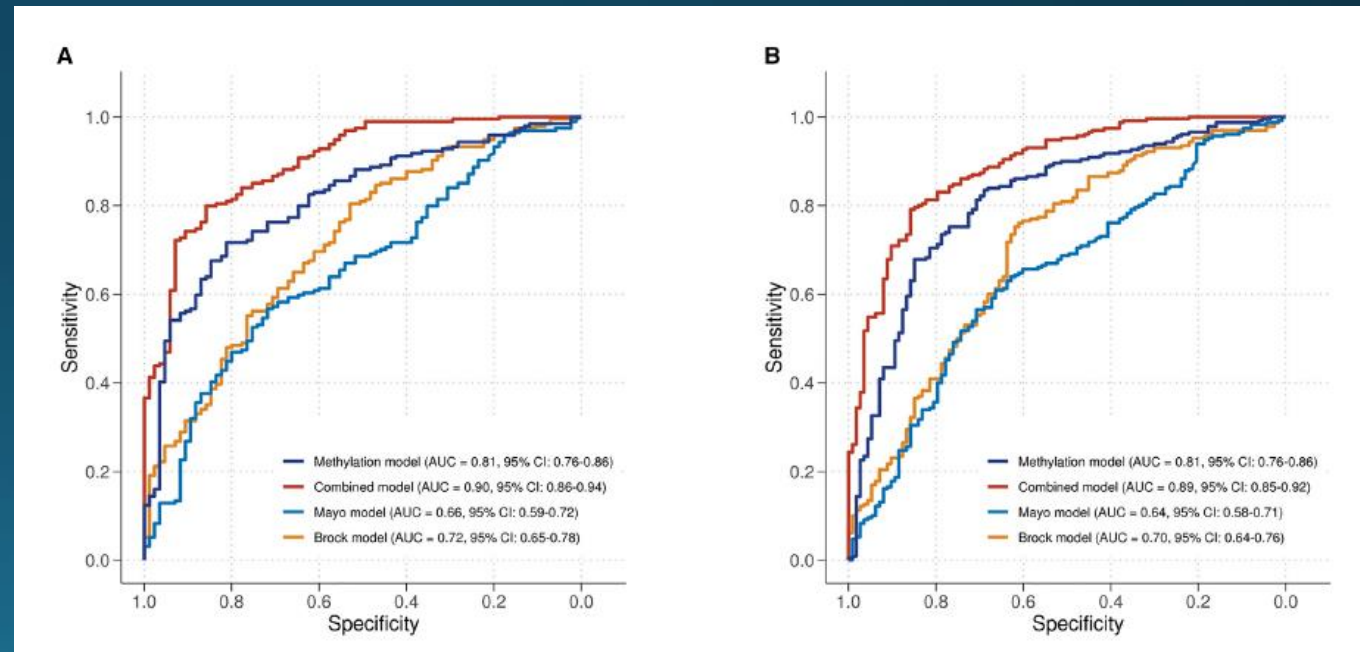 A
1.0
0.8
0.6
0.4
0.2
0.0
Sensitivity
Methylation model (AUC = 0.81, 95% CI: 0.76-0.86)
Combined model (AUC = 0.90, 95% CI: 0.86-0.94)
Mayo model (AUC = 0.66, 95% CI: 0.59-0.72)
Brock model (AUC = 0.72, 95% CI: 0.65-0.78)
1.0 0.8 0.6 0.4 0.2 0.0
Specificity
B
1.0
0.8
0.6
0.4
0.2
0.0
Sensitivity
Methylation model (AUC = 0.81, 95% CI: 0.76-0.86)
Combined model (AUC = 0.89, 95% CI: 0.85-0.92)
Mayo model (AUC = 0.64, 95% CI: 0.58-0.71)
Brock model (AUC = 0.70, 95% CI: 0.64-0.76)
1.0 0.8 0.6 0.4 0.2 0.0
Specificity